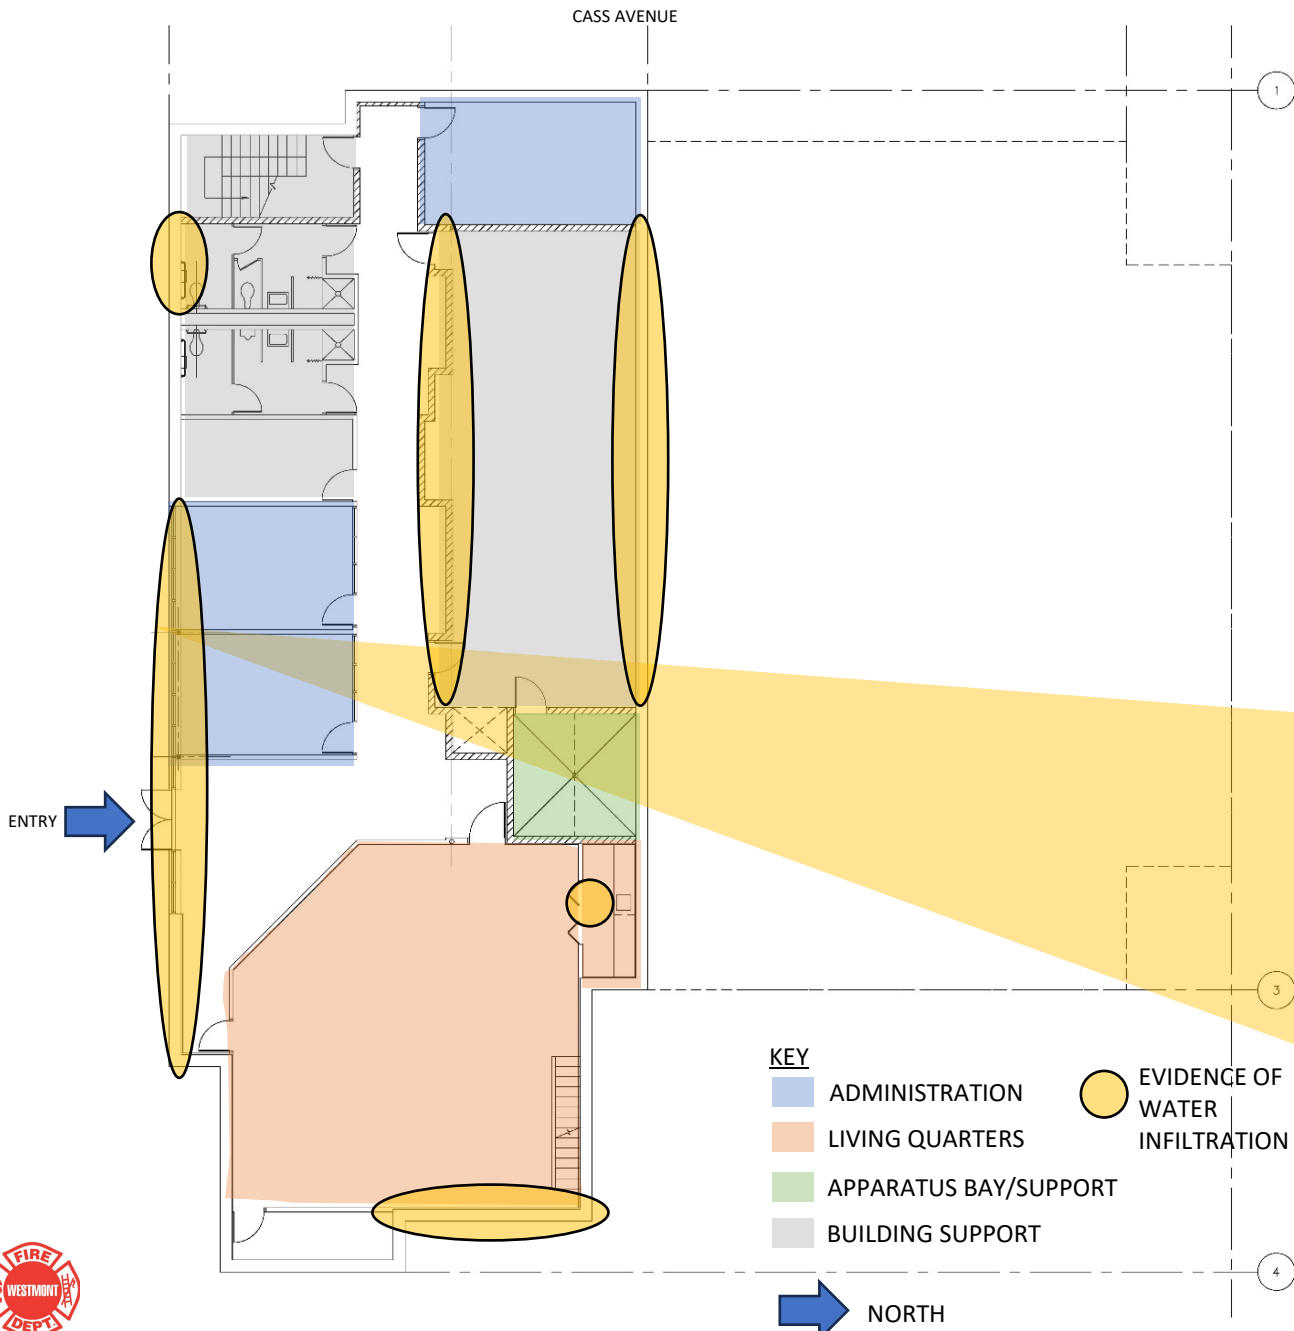 CASS AVENUE
1
ENTRY
3
KEY
ADMINISTRATION
LIVING QUARTERS
APPARATUS BAY/SUPPORT
BUILDING SUPPORT
EVIDENCE OF
WATER
INFILTRATION
4
NORTH
FIRE
WESTMONT
DEPT.